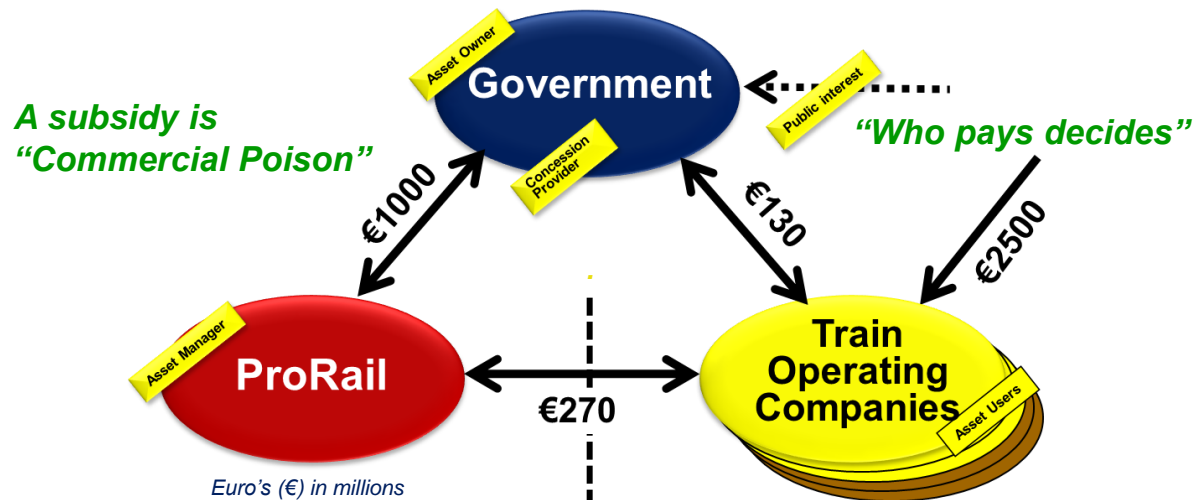 Asset Owner
Government
Public interest
A subsidy is
“Commercial Poison”
“Who pays decides”
Concession
Provider
€1000
€130
€2500
Asset Manager
ProRail
Train
Operating
Companies
Asset Users
€270
Euro's (€) in millions